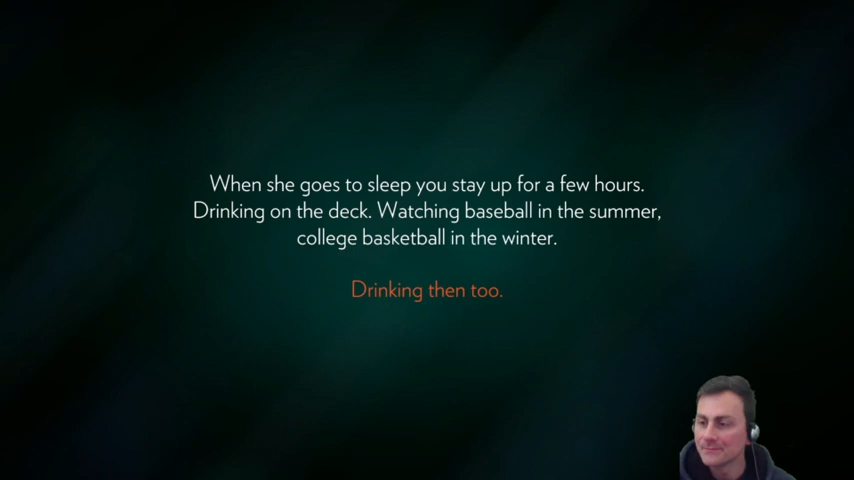 When she goes to sleep you stay up for a few hours.
Drinking on the deck. Watching baseball in the summer,
college basketball in the winter.
Drinking then too.